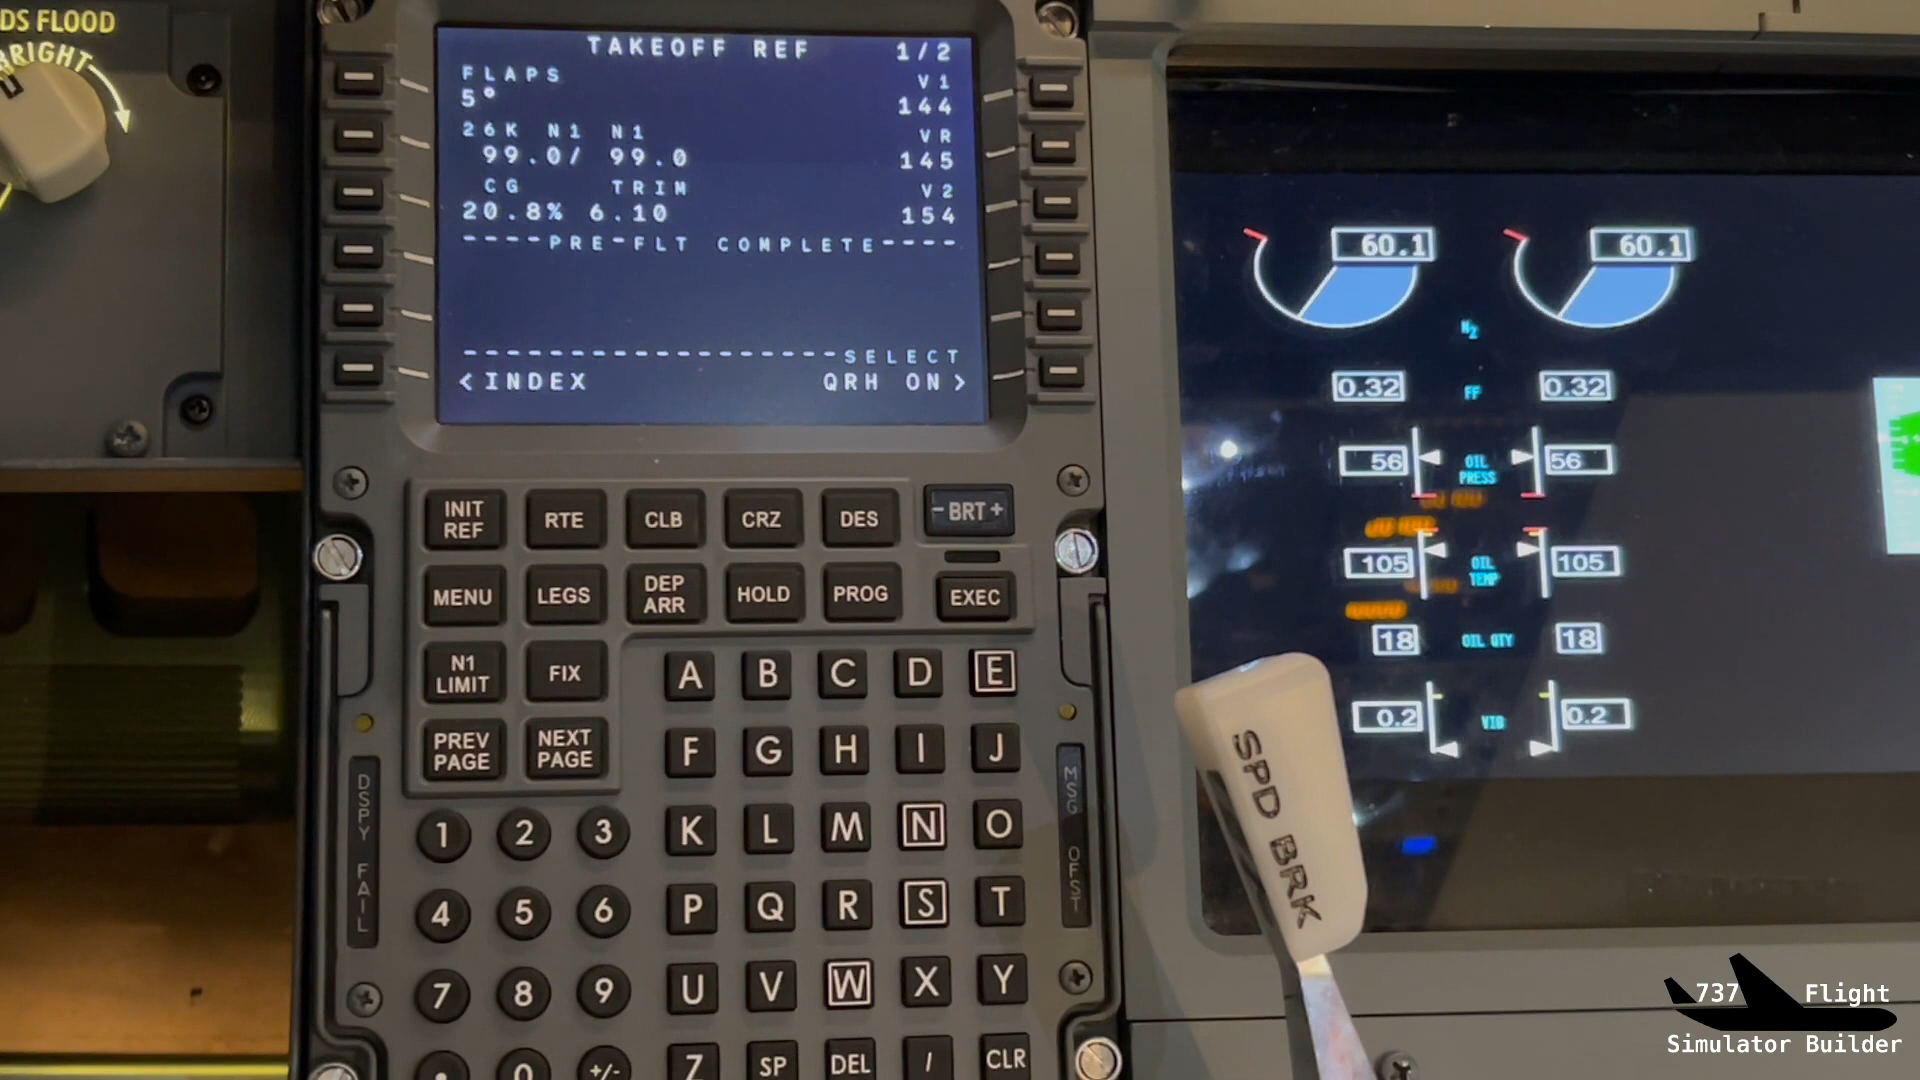 DS FLOOD
BRIGHT
TAKEOFF REF 1/2
FLAPS V1
5° 144
26K N1 N1 VR
99.0/ 99.0 145
CG TRIM V2
20.8% 6.10 154
----PRE-FLT COMPLETE----
------------------SELECT
<INDEX QRH ON>
INIT REF
RTE
CLB
CRZ
DES
- BRT +
MENU
LEGS
DEP ARR
HOLD
PROG
EXEC
N1 LIMIT
FIX
PREV PAGE
NEXT PAGE
A B C D E
F G H I J
1 2 3 K L M N O
4 5 6 P Q R S T
7 8 9 U V W X Y
. 0 +/- Z SP DEL / CLR
DSPY FAIL
MSG OFST
60.1 60.1
N2
0.32 FF 0.32
56 OIL PRESS 56
105 OIL TEMP 105
18 OIL QTY 18
0.2 VIB 0.2
SPD BRK
737 Flight
Simulator Builder